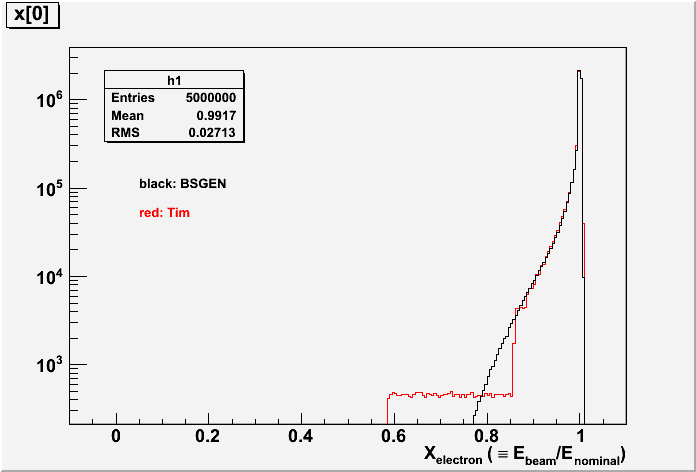 x[0]
h1
Entries 5000000
Mean 0.9917
RMS 0.02713
black: BSGEN
red: Tim
10^6
10^5
10^4
10^3
0 0.2 0.4 0.6 0.8 1
X_electron ( ≡ E_beam/E_nominal)